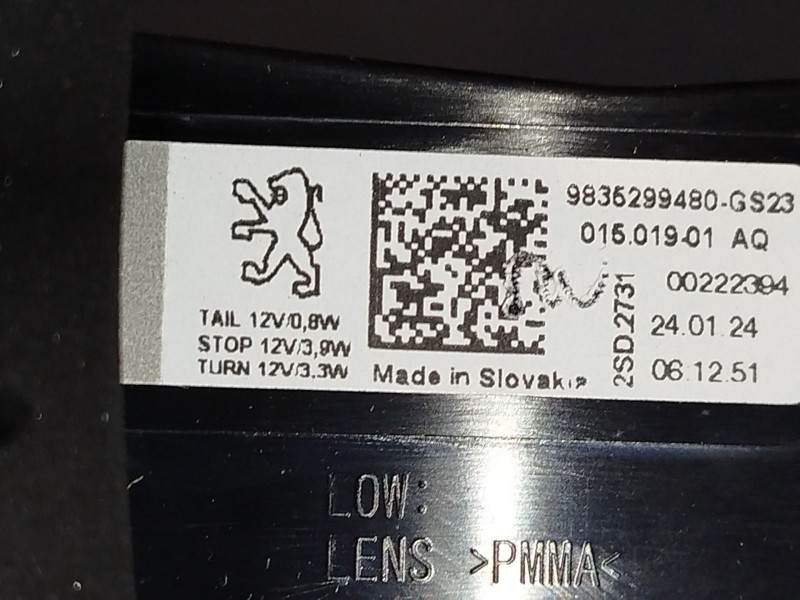 9835299480-GS23
015.019-01 AQ
00222394
2SD.2731
24.01.24
06.12.51
TAIL 12V/0,8W
STOP 12V/3,9W
TURN 12V/3,3W
Made in Slovakia
LOW:
LENS >PMMA<